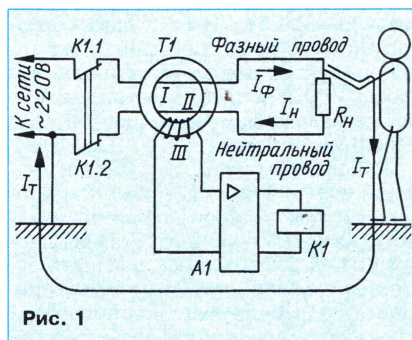 К1.1
Т1
Фазный провод
К сети
~220В
I
II
III
IФ
IН
RН
Нейтральный
провод
К1.2
IТ
IТ
А1
К1
Рис. 1